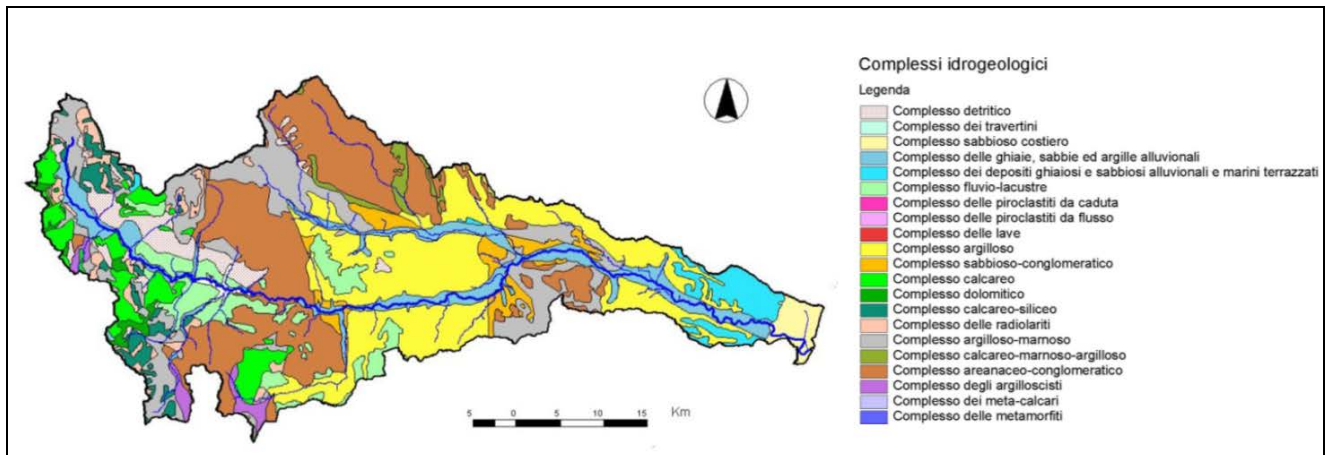 Complessi idrogeologici
Legenda
Complesso detritico
Complesso dei travertini
Complesso sabbioso costiero
Complesso delle ghiaie, sabbie ed argille alluvionali
Complesso dei depositi ghiaiosi e sabbiosi alluvionali e marini terrazzati
Complesso fluvio-lacustre
Complesso delle piroclastiti da caduta
Complesso delle piroclastiti da flusso
Complesso delle lave
Complesso argilloso
Complesso sabbioso-conglomeratico
Complesso calcareo
Complesso dolomitico
Complesso calcareo-siliceo
Complesso delle radiolariti
Complesso argilloso-marnoso
Complesso calcareo-marnoso-argilloso
Complesso areanaceo-conglomeratico
Complesso degli argilloscisti
Complesso dei meta-calcari
Complesso delle metamorfiti
5 0 5 10 15 Km